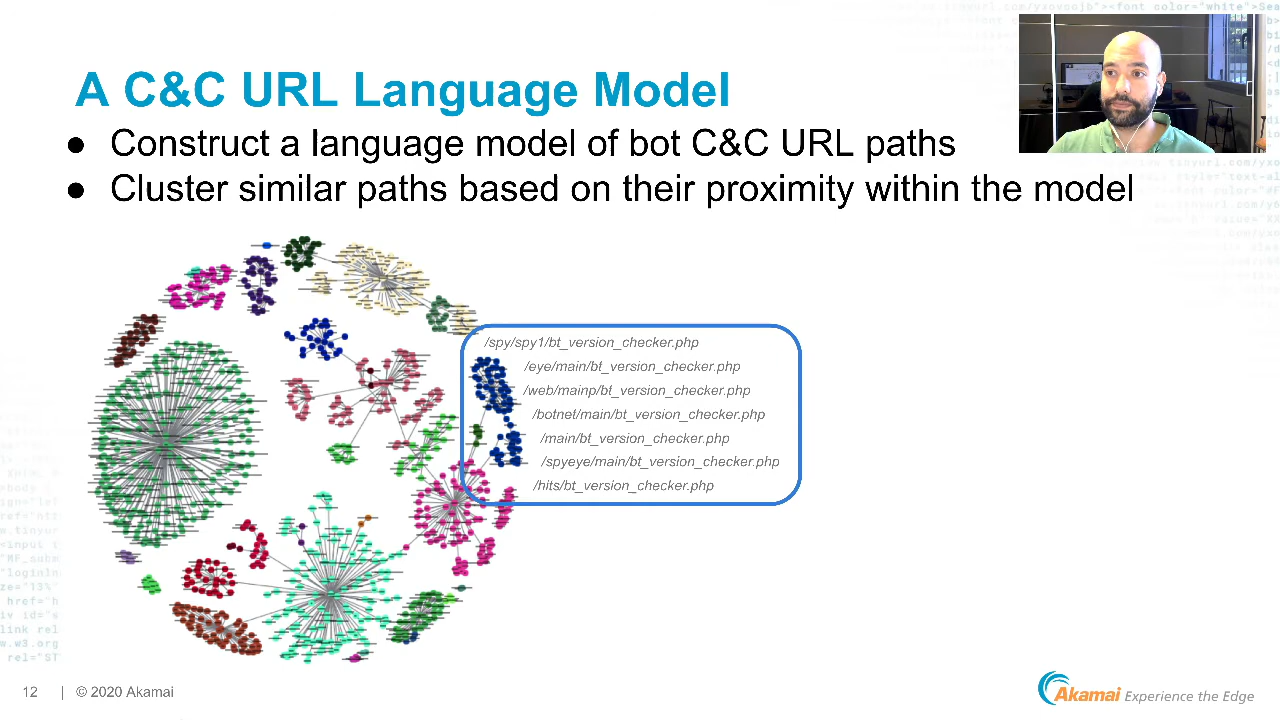 A C&C URL Language Model
● Construct a language model of bot C&C URL paths
● Cluster similar paths based on their proximity within the model
/spy/spy1/bt_version_checker.php
/eye/main/bt_version_checker.php
/web/mainp/bt_version_checker.php
/botnet/main/bt_version_checker.php
/main/bt_version_checker.php
/spyeye/main/bt_version_checker.php
/hits/bt_version_checker.php
12 | © 2020 Akamai
Akamai Experience the Edge